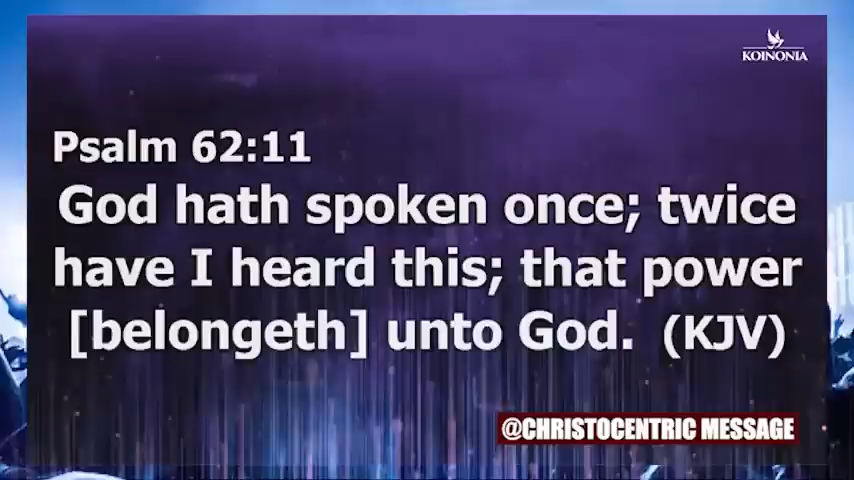 KOINONIA
Psalm 62:11
God hath spoken once; twice
have I heard this; that power
[belongeth] unto God. (KJV)
@CHRISTOCENTRIC MESSAGE